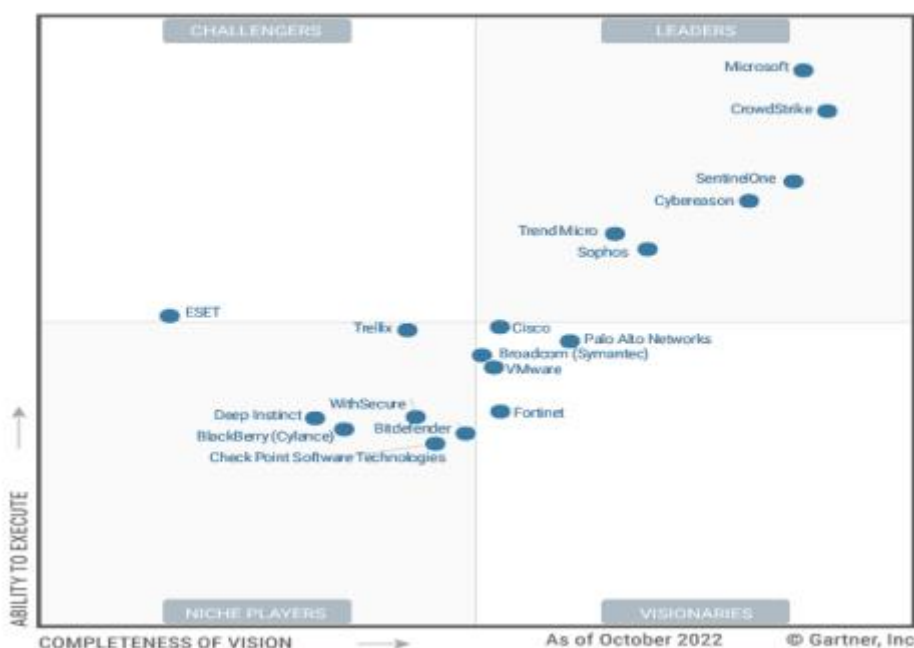 CHALLENGERS
LEADERS
Microsoft
CrowdStrike
SentinelOne
Cybereason
Trend Micro
Sophos
ESET
Trellix
Cisco
Palo Alto Networks
Broadcom (Symantec)
VMware
WithSecure
Fortinet
Deep Instinct
BlackBerry (Cylance)
Bitdefender
Check Point Software Technologies
ABILITY TO EXECUTE
NICHE PLAYERS
VISIONARIES
COMPLETENESS OF VISION
As of October 2022
© Gartner, Inc